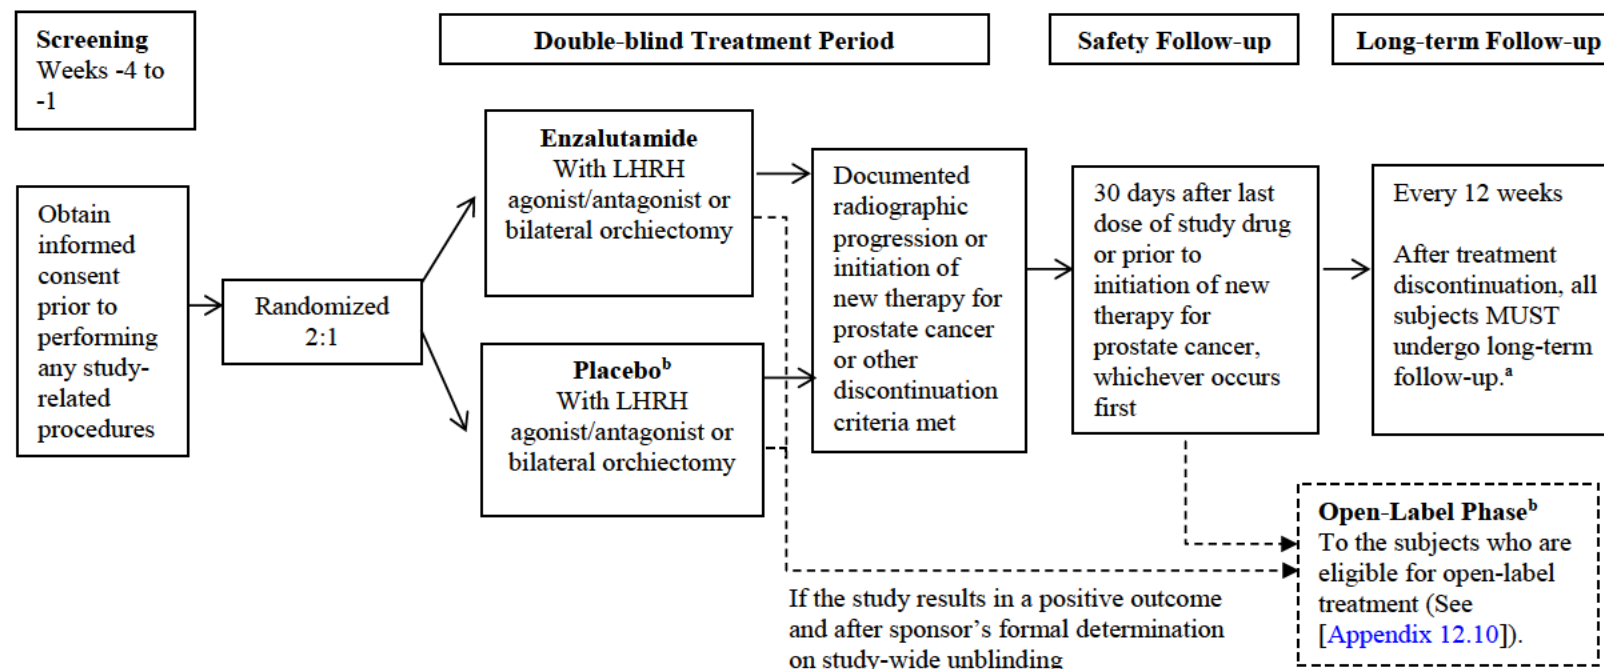 Screening
Weeks -4 to
-1
Double-blind Treatment Period
Safety Follow-up
Long-term Follow-up
Obtain
informed
consent
prior to
performing
any study-
related
procedures
Randomized
2:1
Enzalutamide
With LHRH
agonist/antagonist or
bilateral orchiectomy
Placebob
With LHRH
agonist/antagonist or
bilateral orchiectomy
Documented
radiographic
progression or
initiation of
new therapy for
prostate cancer
or other
discontinuation
criteria met
30 days after last
dose of study drug
or prior to
initiation of new
therapy for
prostate cancer,
whichever occurs
first
Every 12 weeks
After treatment
discontinuation, all
subjects MUST
undergo long-term
follow-up.a
Open-Label Phaseb
To the subjects who are
eligible for open-label
treatment (See
[Appendix 12.10]).
If the study results in a positive outcome
and after sponsor's formal determination
on study-wide unblinding